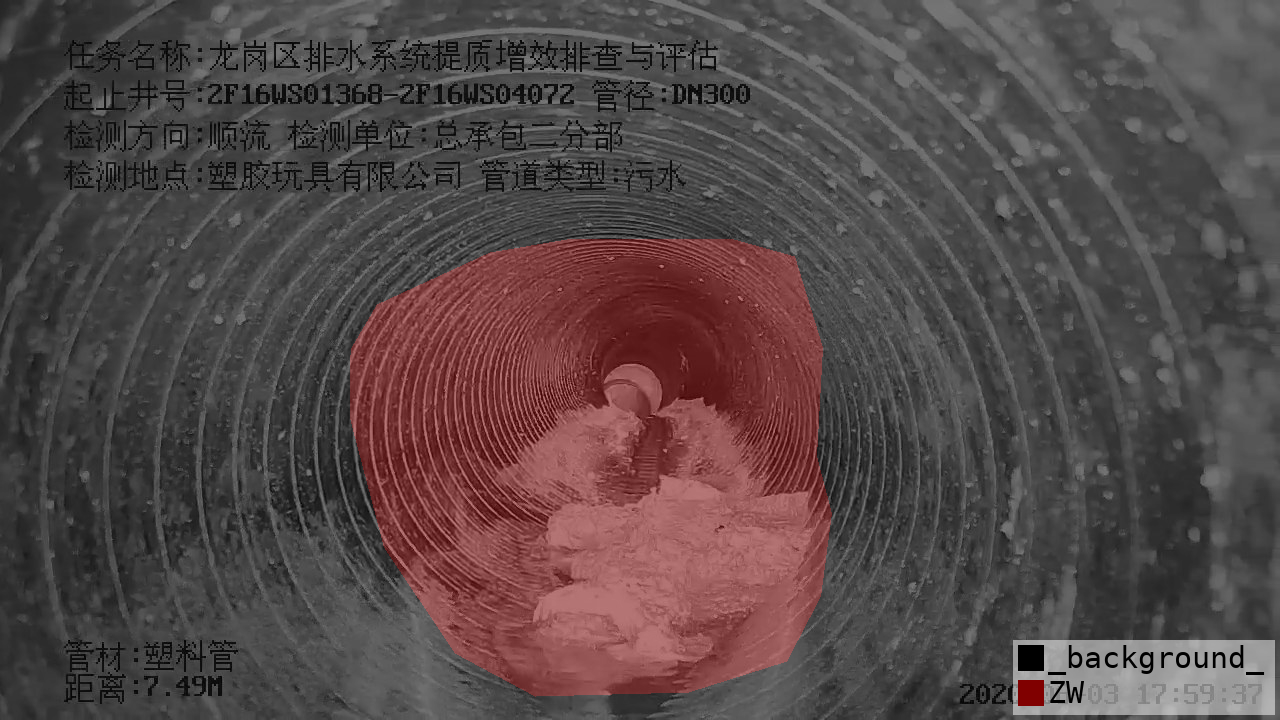 任务名称:龙岗区排水系统提质增效排查与评估
起止井号:2F16WS01368-2F16WS04072 管径:DN300
检测方向:顺流 检测单位:总承包二分部
检测地点:塑胶玩具有限公司 管道类型:污水
管材:塑料管
距离:7.49M
_background_
ZW
2020 03 17:59:37